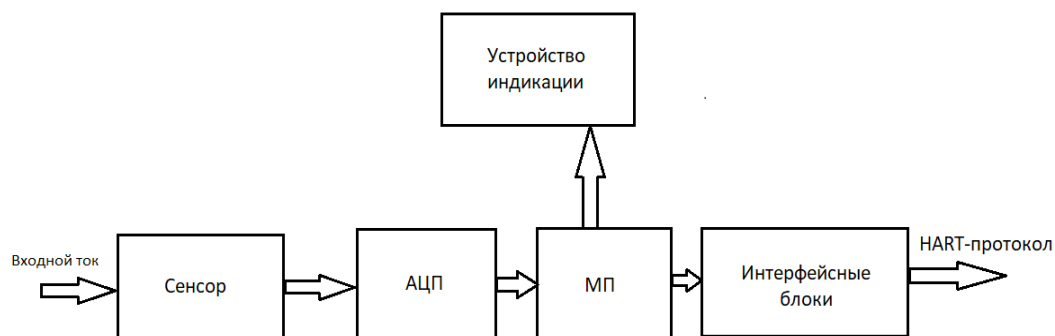 Устройство
индикации
Входной ток
Сенсор
АЦП
МП
Интерфейсные
блоки
HART-протокол